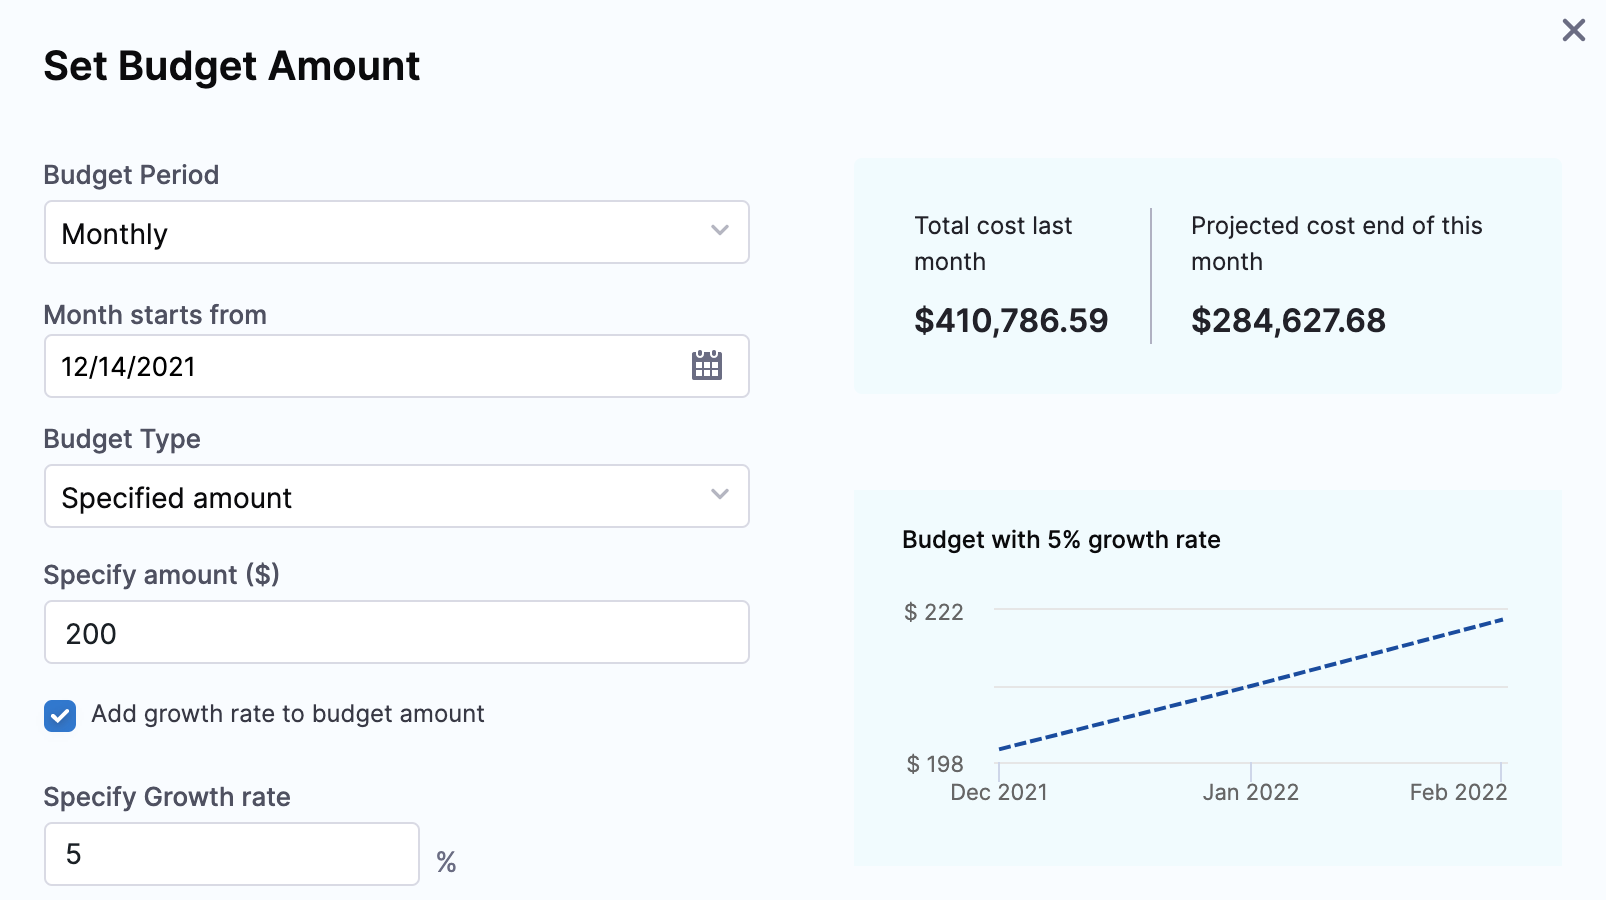 Set Budget Amount
Budget Period
Monthly
Month starts from
12/14/2021
Budget Type
Specified amount
Specify amount ($)
200
Add growth rate to budget amount
Specify Growth rate
5
%
Total cost last
month
$410,786.59
Projected cost end of this
month
$284,627.68
Budget with 5% growth rate
$ 222
$ 198
Dec 2021
Jan 2022
Feb 2022